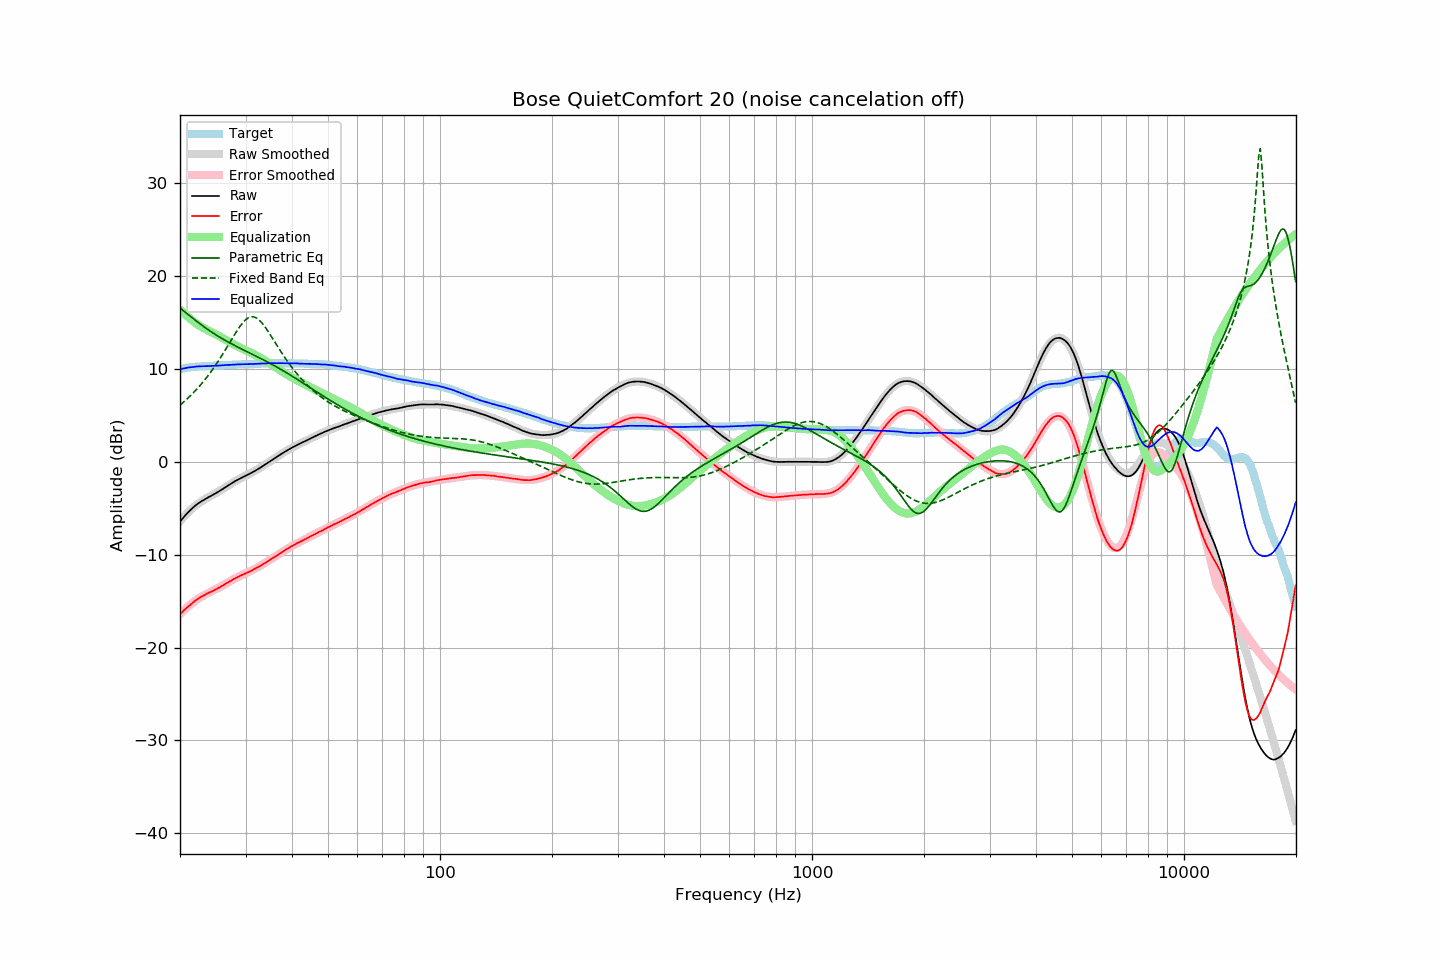 Bose QuietComfort 20 (noise cancelation off)
Target
Raw Smoothed
Error Smoothed
Raw
Error
Equalization
Parametric Eq
Fixed Band Eq
Equalized
30
20
10
0
−10
−20
−30
−40
Amplitude (dBr)
100
1000
10000
Frequency (Hz)